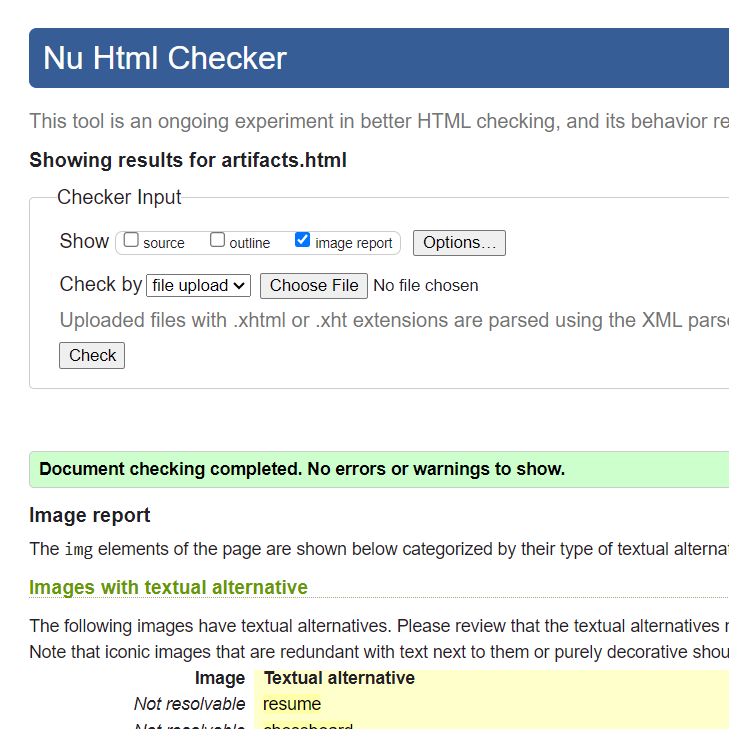 Nu Html Checker
This tool is an ongoing experiment in better HTML checking, and its behavior re
Showing results for artifacts.html
Checker Input
Show source outline image report Options…
Check by file upload Choose File No file chosen
Uploaded files with .xhtml or .xht extensions are parsed using the XML parse
Check
Document checking completed. No errors or warnings to show.
Image report
The img elements of the page are shown below categorized by their type of textual alternat
Images with textual alternative
The following images have textual alternatives. Please review that the textual alternatives
Note that iconic images that are redundant with text next to them or purely decorative shou
Image Textual alternative
Not resolvable resume
Not resolvable chessboard